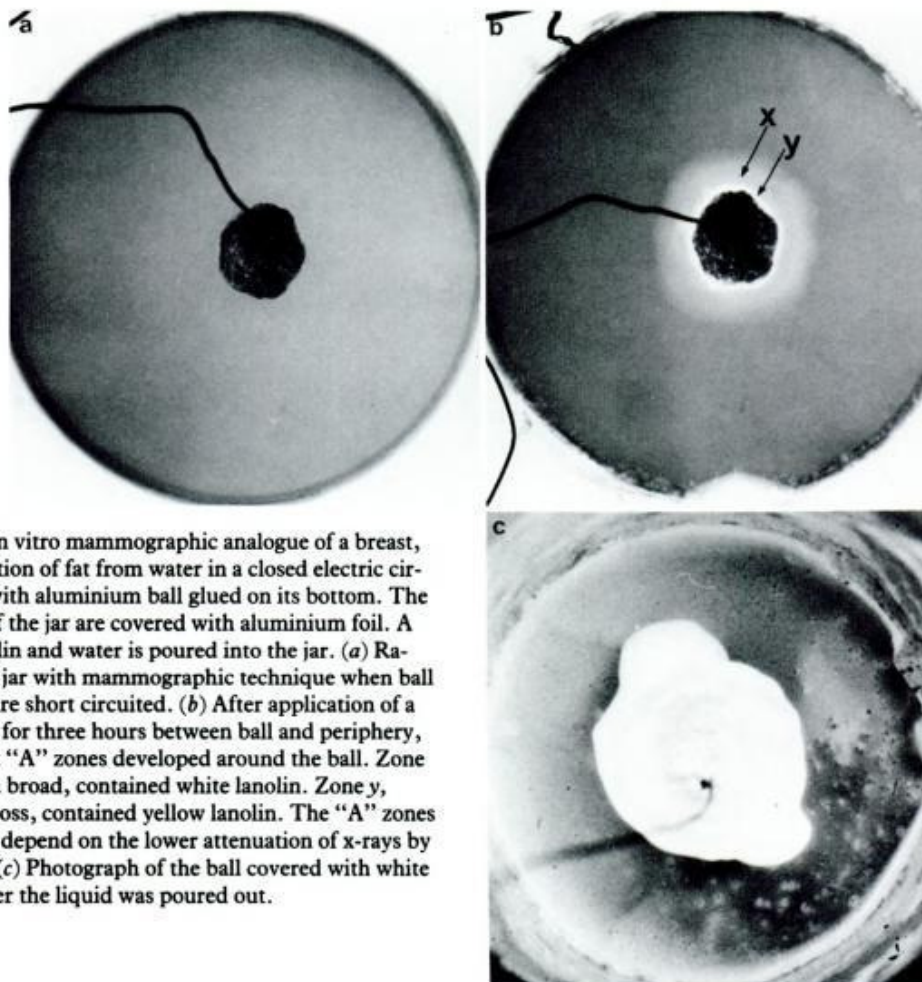 a
b
x
y
n vitro mammographic analogue of a breast,
tion of fat from water in a closed electric cir-
with aluminium ball glued on its bottom. The
f the jar are covered with aluminium foil. A
lin and water is poured into the jar. (a) Ra-
jar with mammographic technique when ball
re short circuited. (b) After application of a
for three hours between ball and periphery,
“A” zones developed around the ball. Zone
broad, contained white lanolin. Zone y,
oss, contained yellow lanolin. The “A” zones
depend on the lower attenuation of x-rays by
(c) Photograph of the ball covered with white
er the liquid was poured out.
c